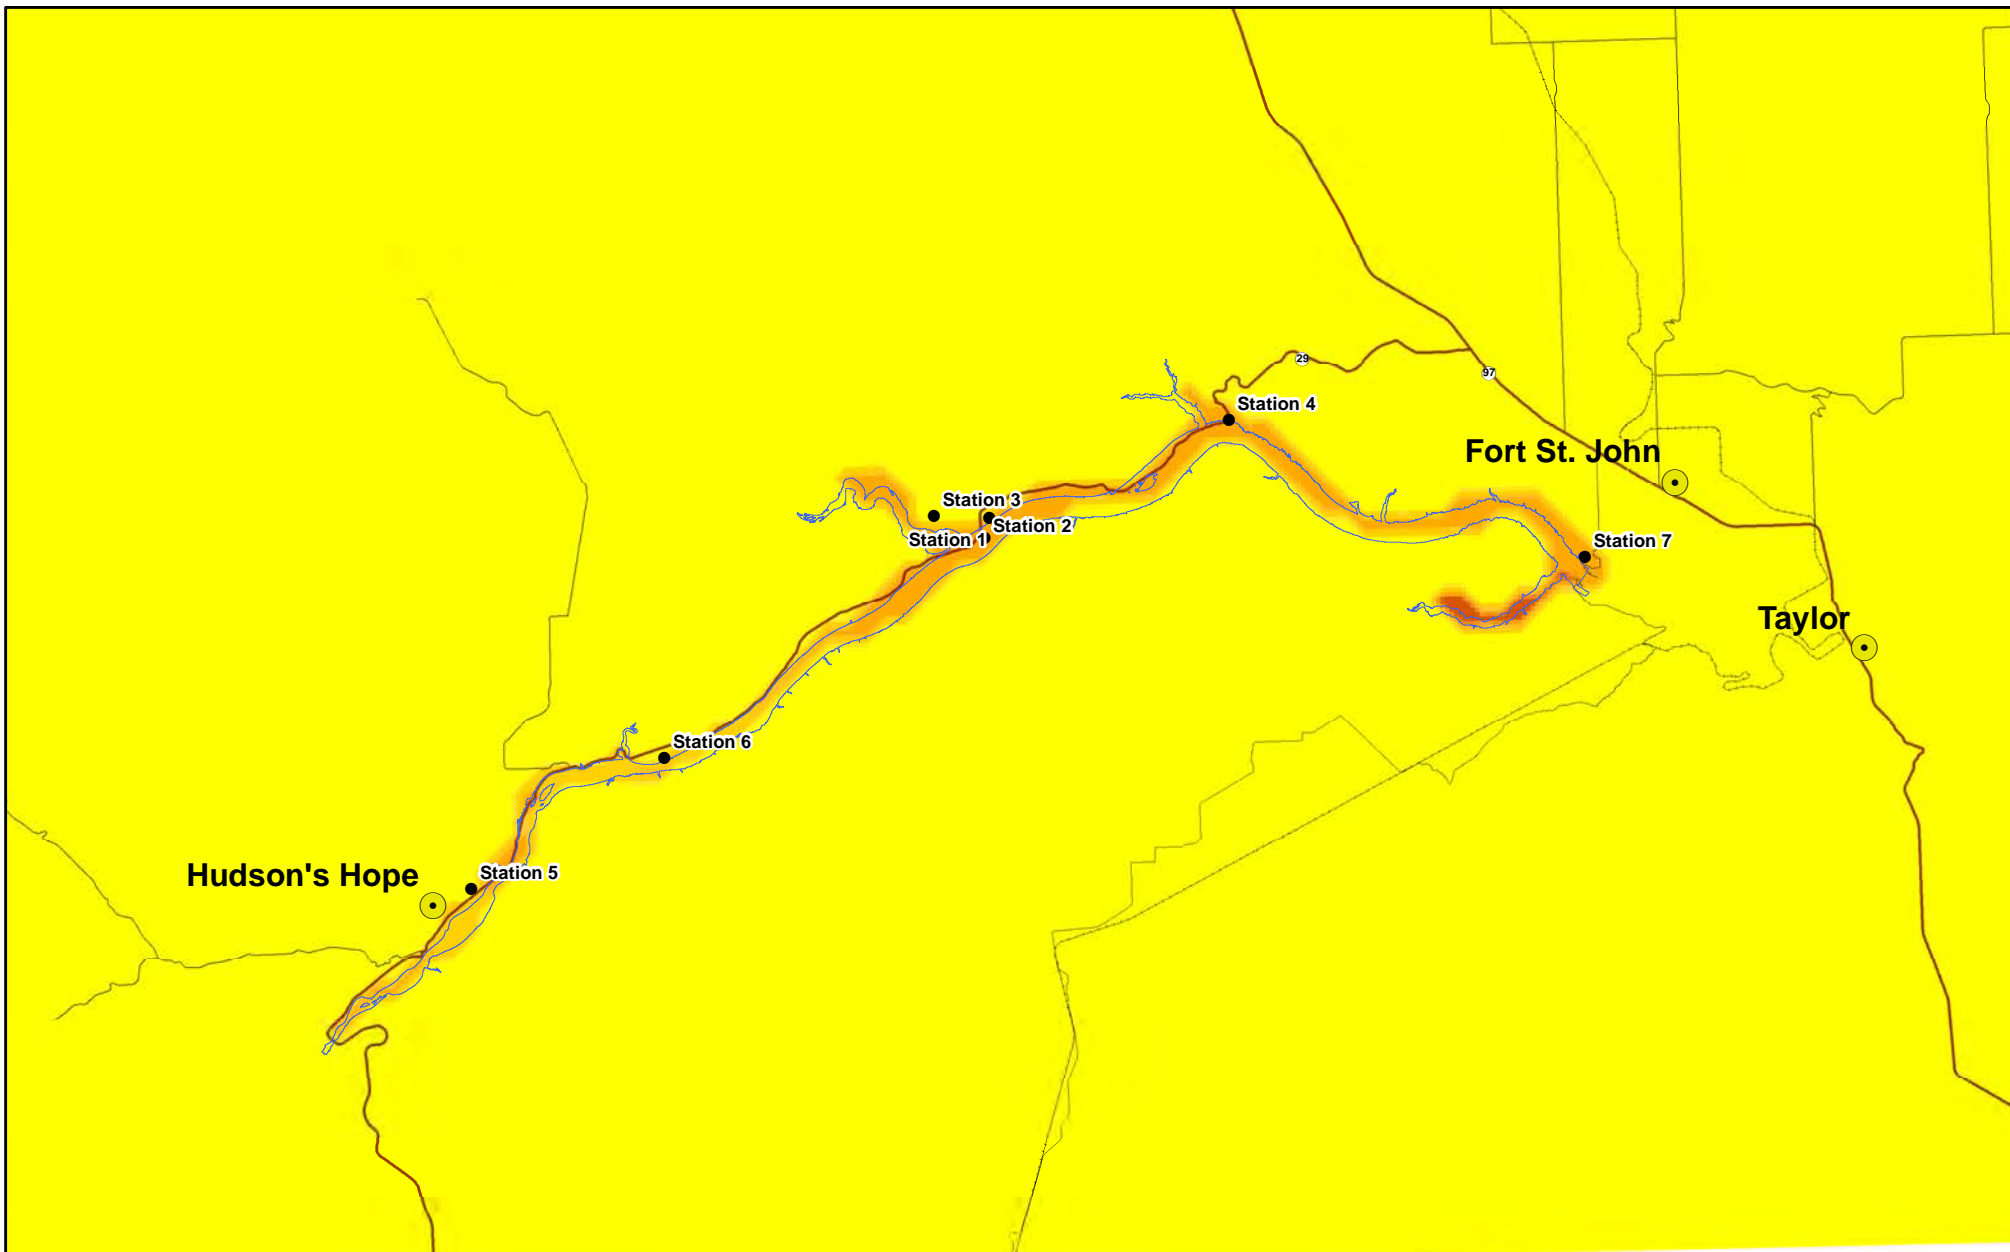 29
97
Station 4
Fort St. John
Station 3
Station 2
Station 1
Station 7
Taylor
Station 6
Station 5
Hudson's Hope